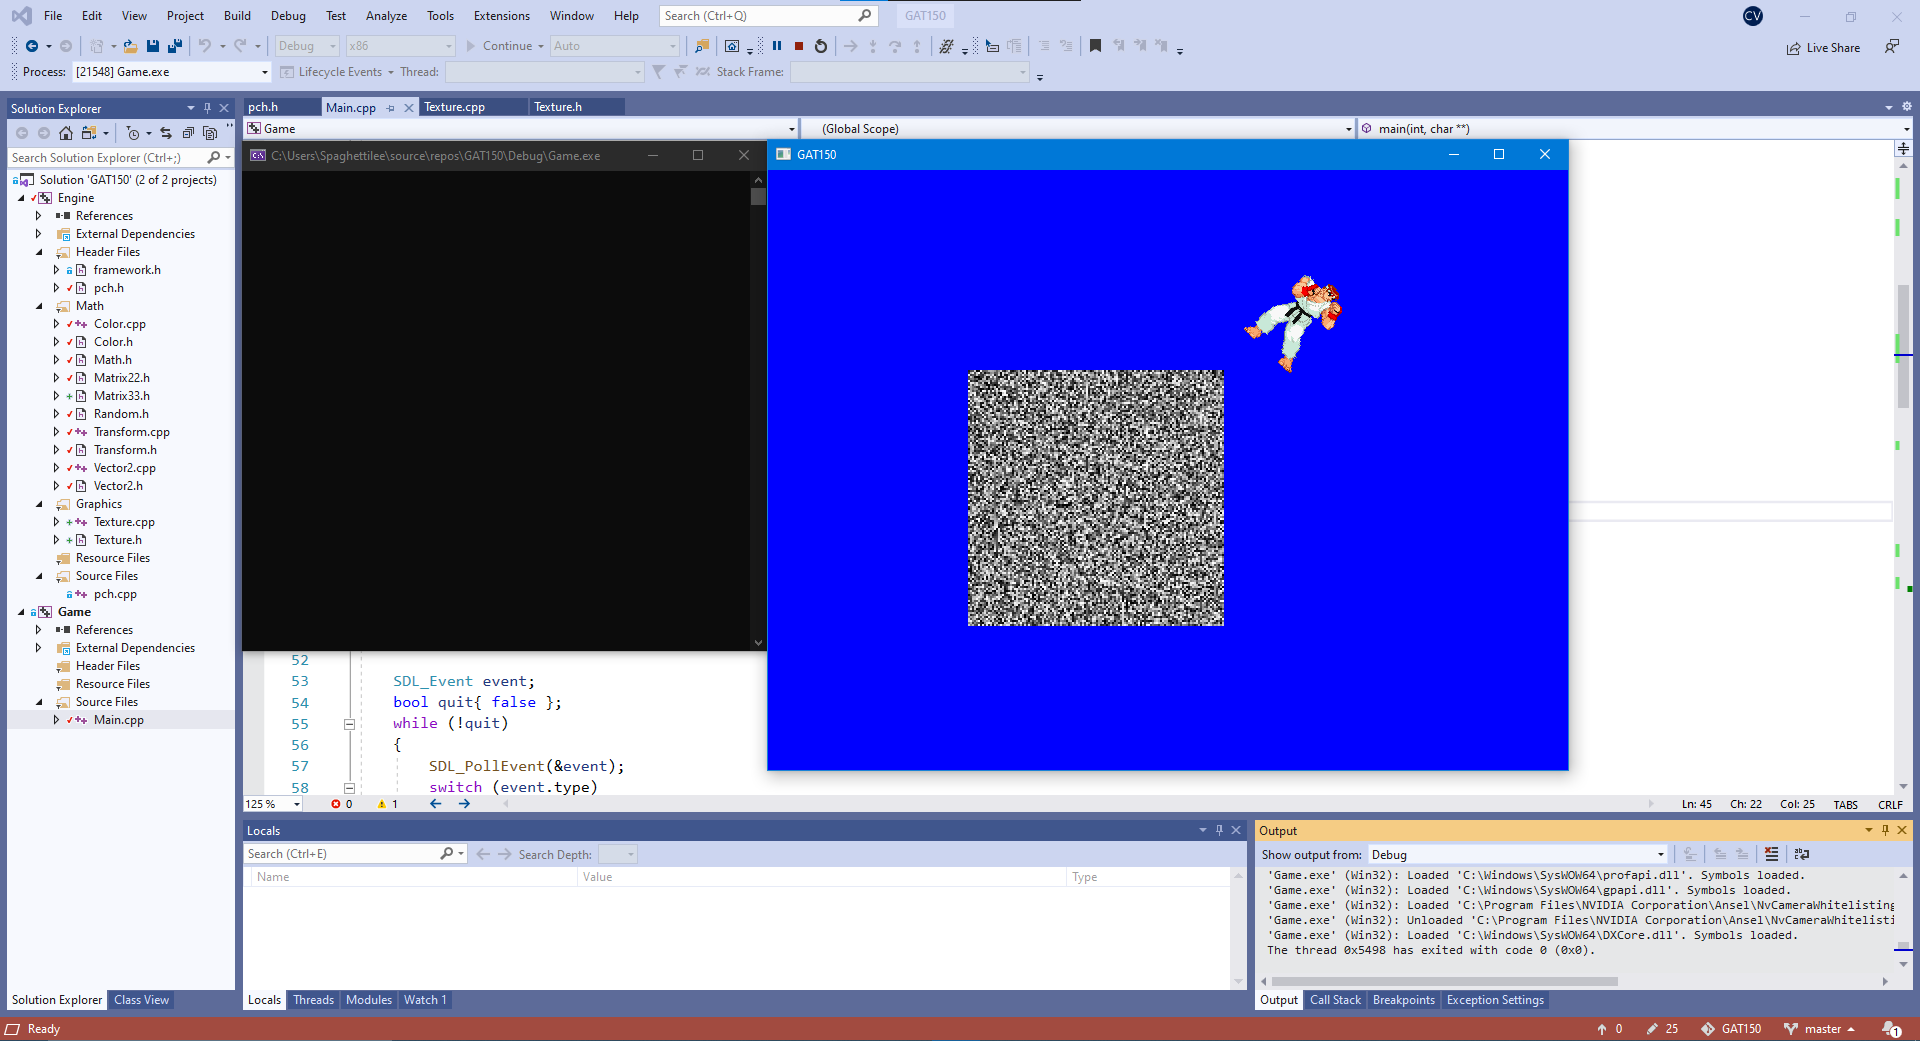 File Edit View Project Build Debug Test Analyze Tools Extensions Window Help Search (Ctrl+Q) GAT150 CV
Debug x86 Continue Auto Live Share
Process: [21548] Game.exe Lifecycle Events Thread: Stack Frame:
Solution Explorer
Search Solution Explorer (Ctrl+;)
Solution 'GAT150' (2 of 2 projects)
Engine
References
External Dependencies
Header Files
framework.h
pch.h
Math
Color.cpp
Color.h
Math.h
Matrix22.h
Matrix33.h
Random.h
Transform.cpp
Transform.h
Vector2.cpp
Vector2.h
Graphics
Texture.cpp
Texture.h
Resource Files
Source Files
pch.cpp
Game
References
External Dependencies
Header Files
Resource Files
Source Files
Main.cpp
Solution Explorer Class View
pch.h Main.cpp Texture.cpp Texture.h
Game (Global Scope) main(int, char **)
C:\Users\Spaghettilee\source\repos\GAT150\Debug\Game.exe
GAT150
52
53 SDL_Event event;
54 bool quit{ false };
55 while (!quit)
56 {
57 SDL_PollEvent(&event);
58 switch (event.type)
125 % 0 1 Ln: 45 Ch: 22 Col: 25 TABS CRLF
Locals
Search (Ctrl+E) Search Depth:
Name Value Type
Locals Threads Modules Watch 1
Output
Show output from: Debug
'Game.exe' (Win32): Loaded 'C:\Windows\SysWOW64\profapi.dll'. Symbols loaded.
'Game.exe' (Win32): Loaded 'C:\Windows\SysWOW64\gpapi.dll'. Symbols loaded.
'Game.exe' (Win32): Loaded 'C:\Program Files\NVIDIA Corporation\Ansel\NvCameraWhitelisting
'Game.exe' (Win32): Unloaded 'C:\Program Files\NVIDIA Corporation\Ansel\NvCameraWhitelisti
'Game.exe' (Win32): Loaded 'C:\Windows\SysWOW64\DXCore.dll'. Symbols loaded.
The thread 0x5498 has exited with code 0 (0x0).
Output Call Stack Breakpoints Exception Settings
Ready 0 25 GAT150 master 1